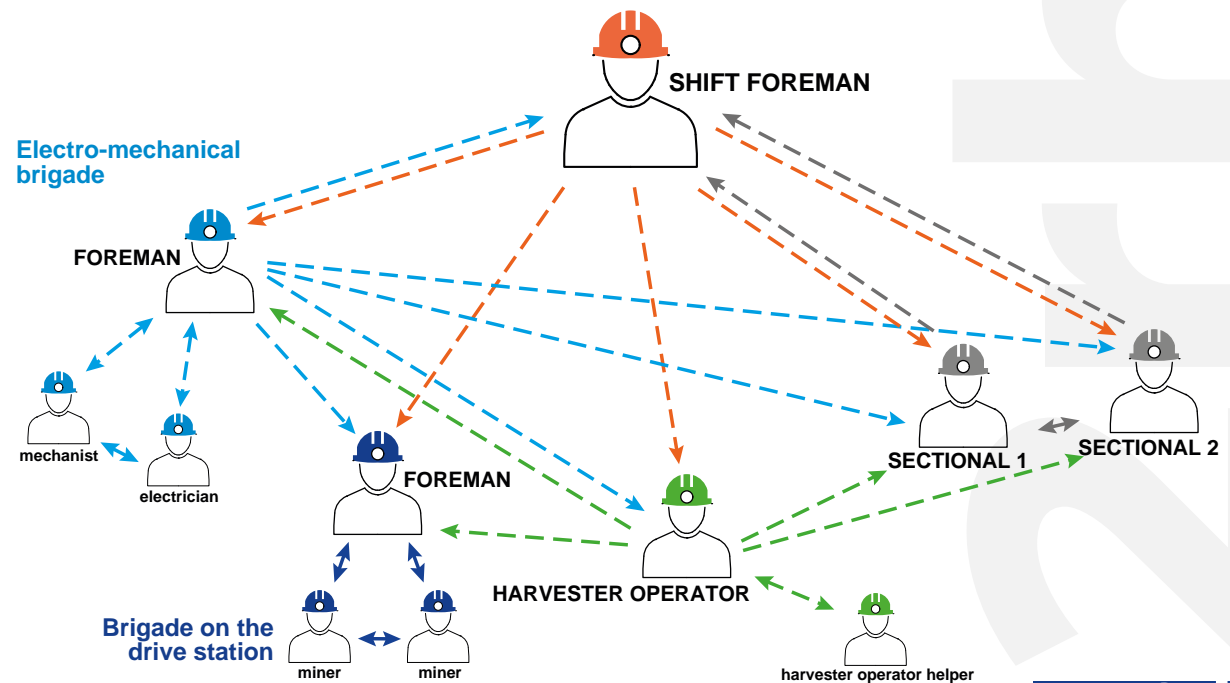 SHIFT FOREMAN
Electro-mechanical
brigade
FOREMAN
mechanist
electrician
FOREMAN
SECTIONAL 1
SECTIONAL 2
HARVESTER OPERATOR
Brigade on the
drive station
miner
miner
harvester operator helper